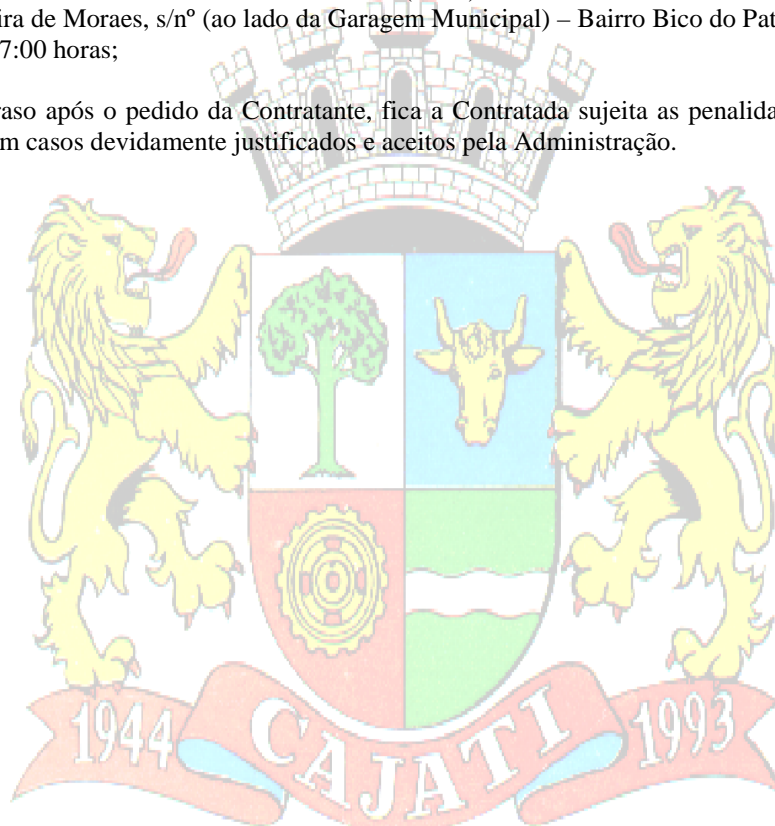 ira de Moraes, s/nº (ao lado da Garagem Municipal) – Bairro Bico do Pat
7:00 horas;
raso após o pedido da Contratante, fica a Contratada sujeita as penalida
m casos devidamente justificados e aceitos pela Administração.
1944 CAJATI 1993